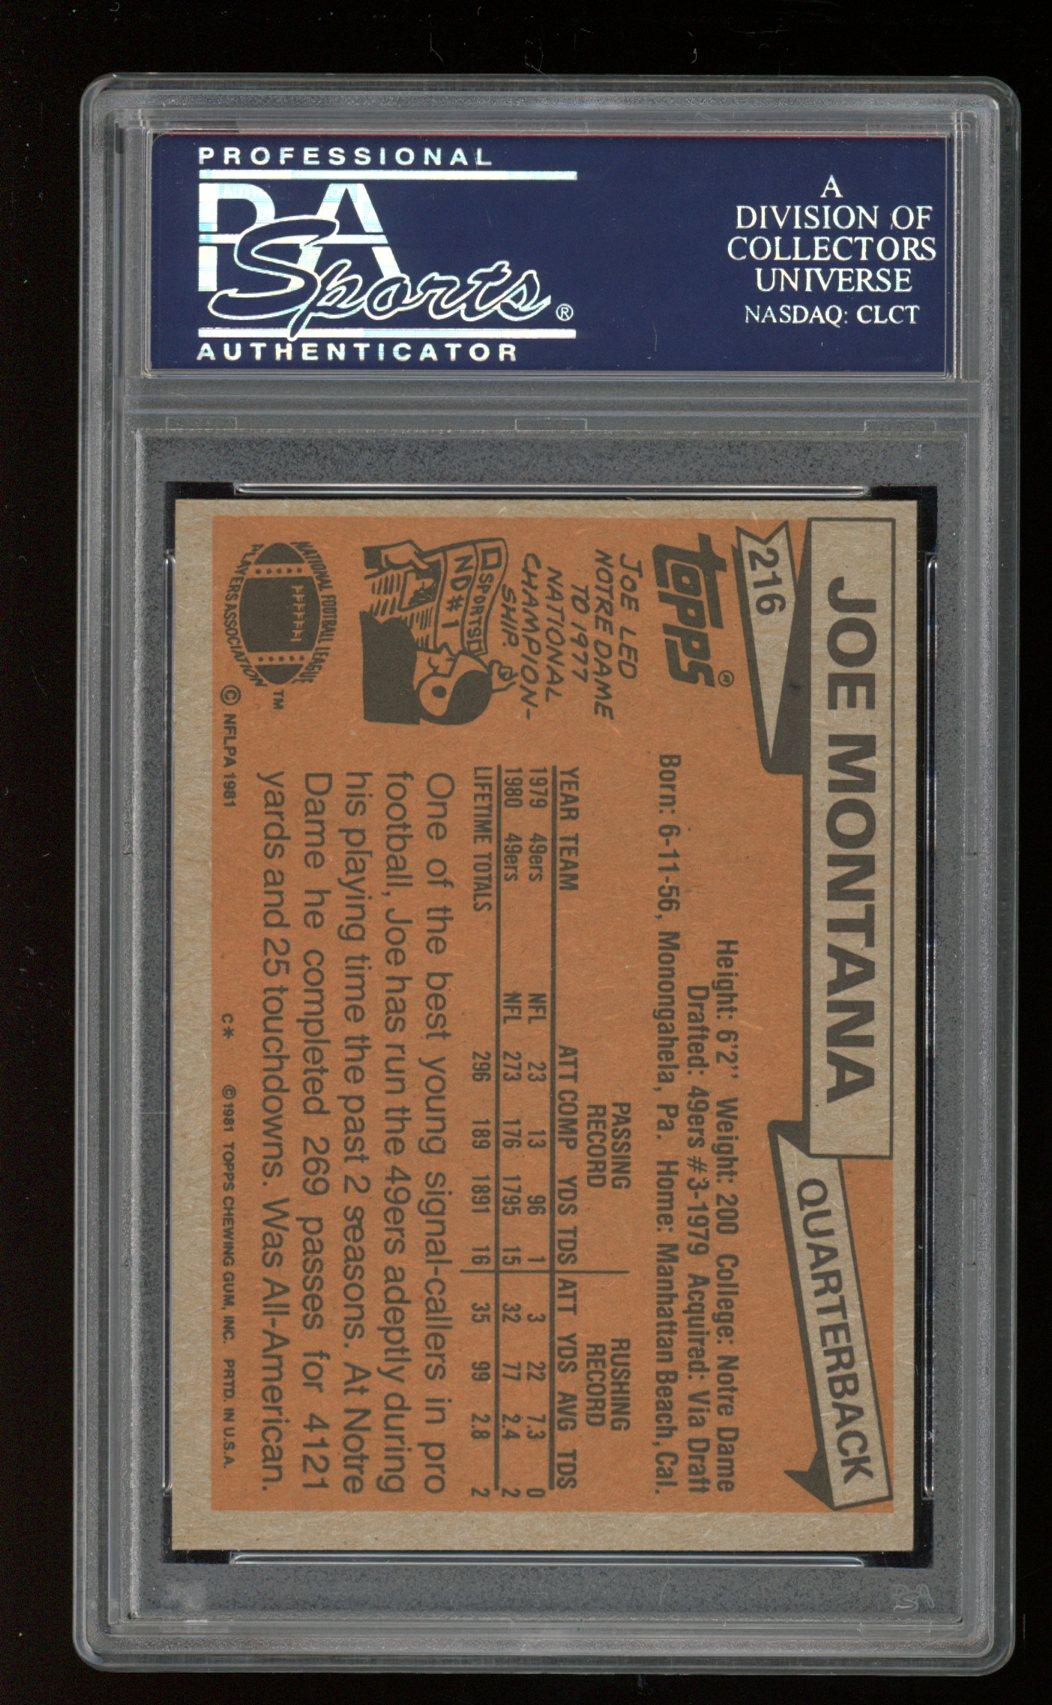 PROFESSIONAL
PSA
Sports®
AUTHENTICATOR
A
DIVISION OF
COLLECTORS
UNIVERSE
NASDAQ: CLCT
JOE MONTANA
QUARTERBACK
216
topps®
Height: 6'2'' Weight: 200 College: Notre Dame
Drafted: 49ers #3-1979 Acquired: Via Draft
Born: 6-11-56, Monongahela, Pa. Home: Manhattan Beach, Cal.
JOE LED
NOTRE DAME
TO 1977
NATIONAL
CHAMPION-
SHIP.
SPORTS
ND #1
PASSING RUSHING
RECORD RECORD
YEAR TEAM ATT COMP YDS TDS ATT YDS AVG TDS
1979 49ers NFL 23 13 96 1 3 22 7.3 0
1980 49ers NFL 273 176 1795 15 32 77 2.4 2
LIFETIME TOTALS 296 189 1891 16 35 99 2.8 2
One of the best young signal-callers in pro
football, Joe has run the 49ers adeptly during
his playing time the past 2 seasons. At Notre
Dame he completed 269 passes for 4121
yards and 25 touchdowns. Was All-American.
NATIONAL FOOTBALL LEAGUE
PLAYERS ASSOCIATION
TM
© NFLPA 1981
C* ©1981 TOPPS CHEWING GUM, INC. PRTD. IN U.S.A.
PSA